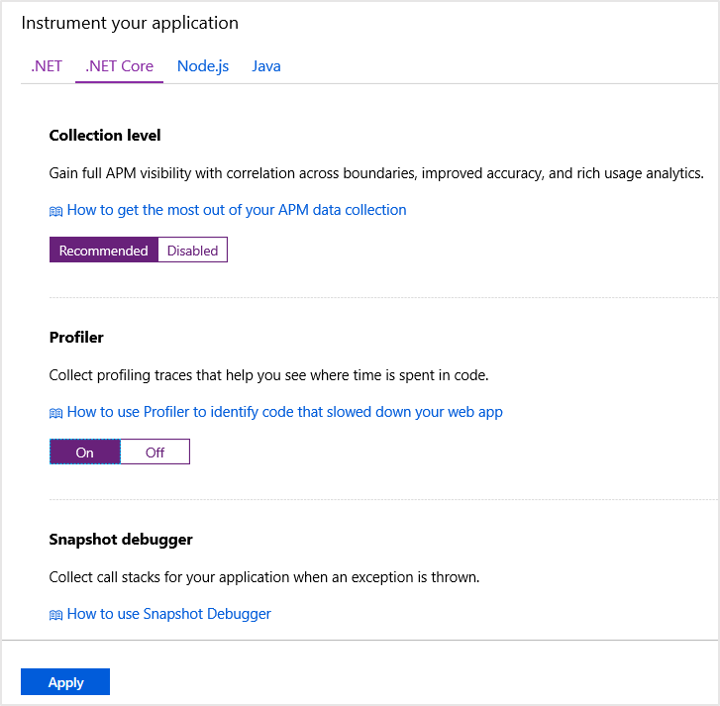 Instrument your application
.NET .NET Core Node.js Java
Collection level
Gain full APM visibility with correlation across boundaries, improved accuracy, and rich usage analytics.
How to get the most out of your APM data collection
Recommended Disabled
Profiler
Collect profiling traces that help you see where time is spent in code.
How to use Profiler to identify code that slowed down your web app
On Off
Snapshot debugger
Collect call stacks for your application when an exception is thrown.
How to use Snapshot Debugger
Apply